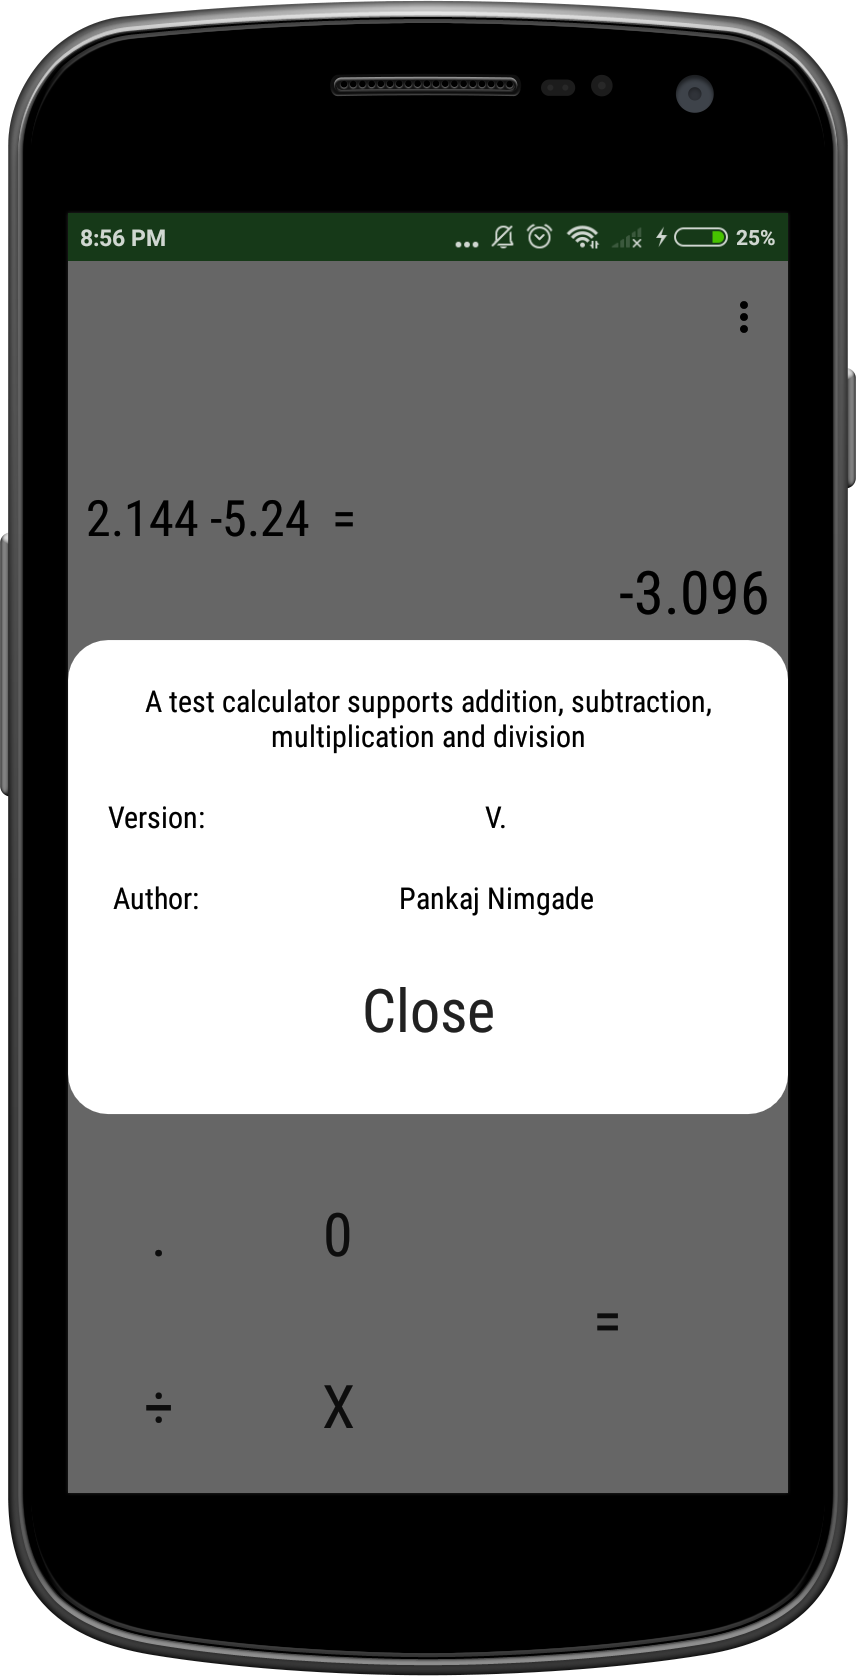 8:56 PM
25%
2.144 -5.24 =
-3.096
A test calculator supports addition, subtraction,
multiplication and division
Version: V.
Author: Pankaj Nimgade
Close
. 0
=
÷ X